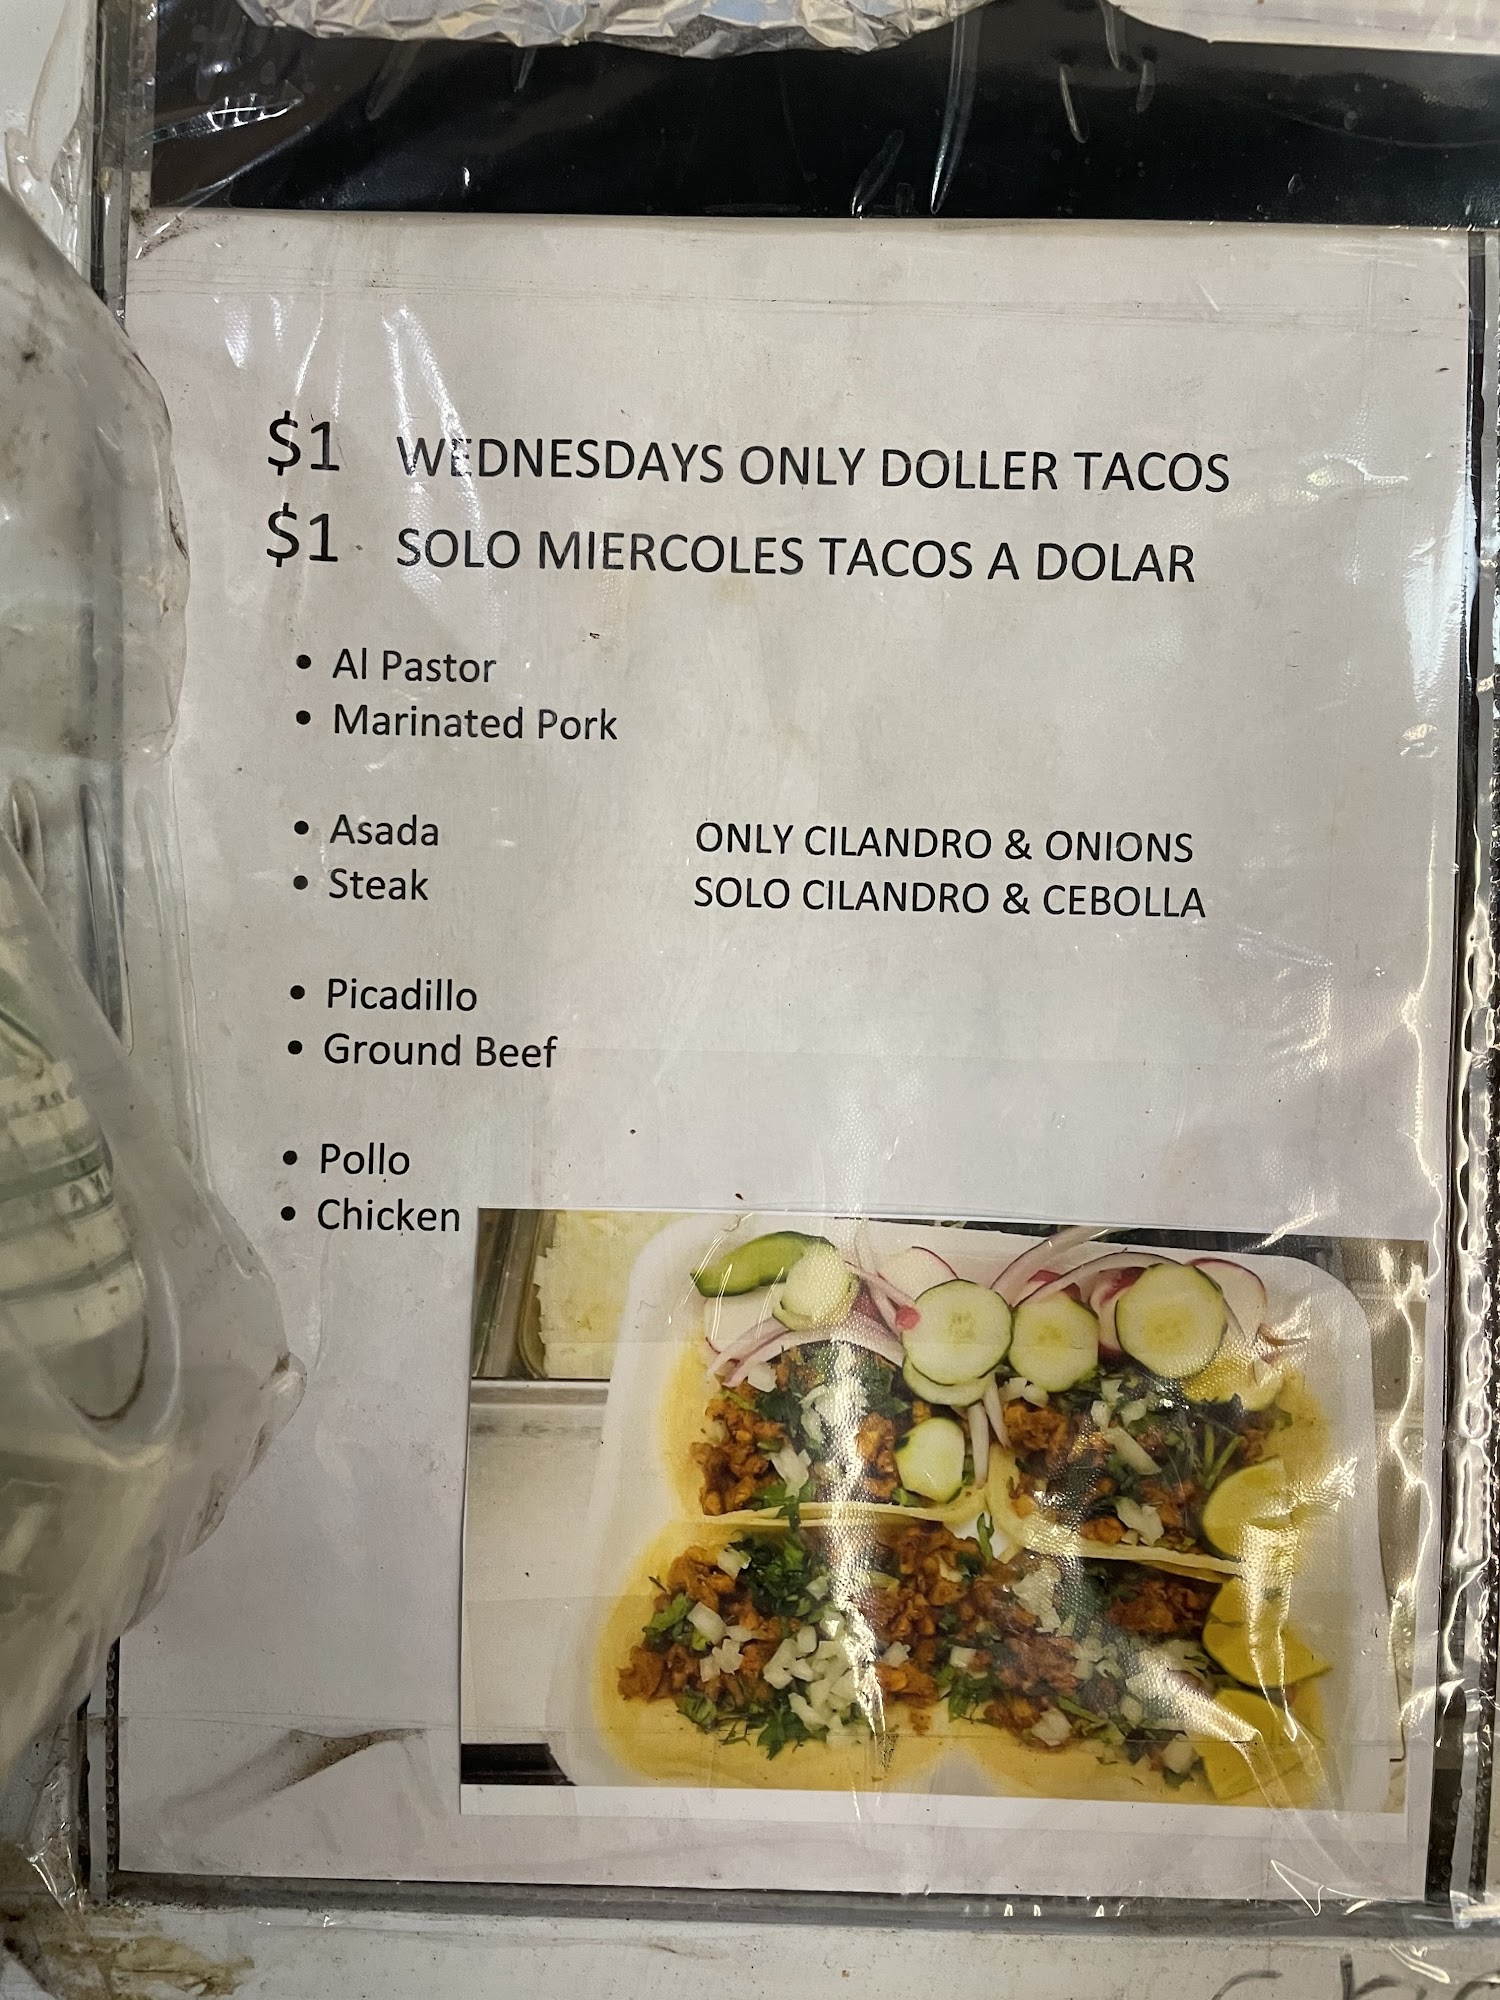 $1 WEDNESDAYS ONLY DOLLER TACOS
$1 SOLO MIERCOLES TACOS A DOLAR
• Al Pastor
• Marinated Pork
• Asada
• Steak
ONLY CILANDRO & ONIONS
SOLO CILANDRO & CEBOLLA
• Picadillo
• Ground Beef
• Pollo
• Chicken